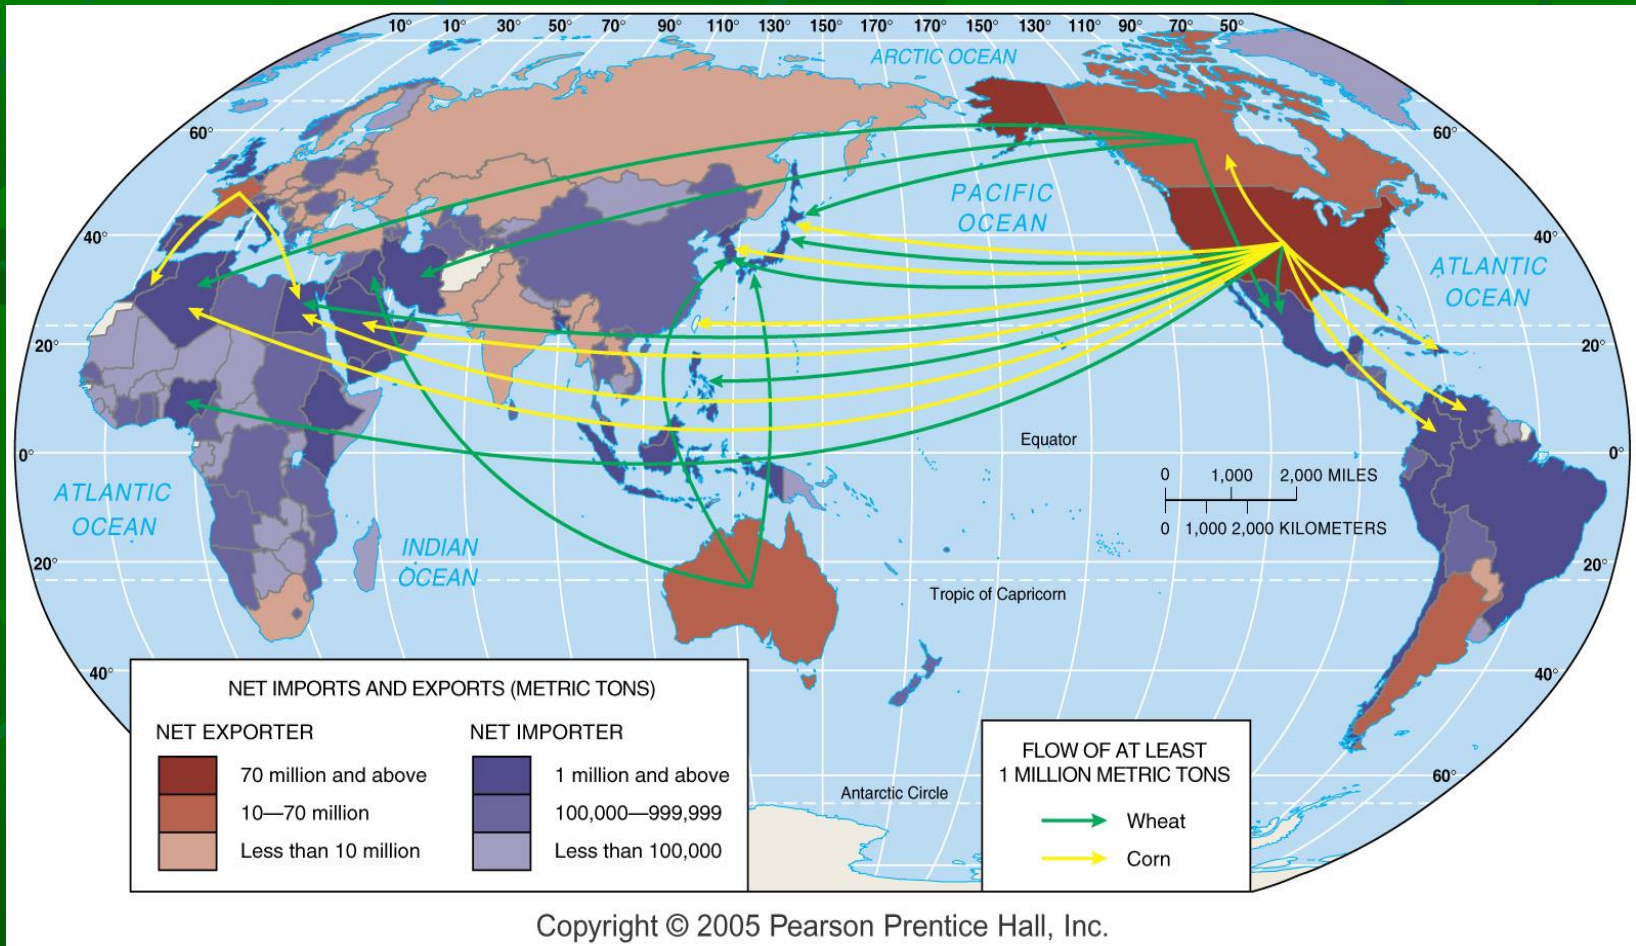 10° 10° 30° 50° 70° 90° 110° 130° 150° 170° 170° 150° 130° 110° 90° 70° 50°
ARCTIC OCEAN
60° 60°
PACIFIC
OCEAN
40° 40°
ATLANTIC
OCEAN
20° 20°
Equator
0° 0°
0 1,000 2,000 MILES
0 1,000 2,000 KILOMETERS
ATLANTIC
OCEAN
INDIAN
OCEAN
20° 20°
Tropic of Capricorn
40° 40°
NET IMPORTS AND EXPORTS (METRIC TONS)
NET EXPORTER
70 million and above
10—70 million
Less than 10 million
NET IMPORTER
1 million and above
100,000—999,999
Less than 100,000
FLOW OF AT LEAST
1 MILLION METRIC TONS
Wheat
Corn
60°
Antarctic Circle
Copyright © 2005 Pearson Prentice Hall, Inc.